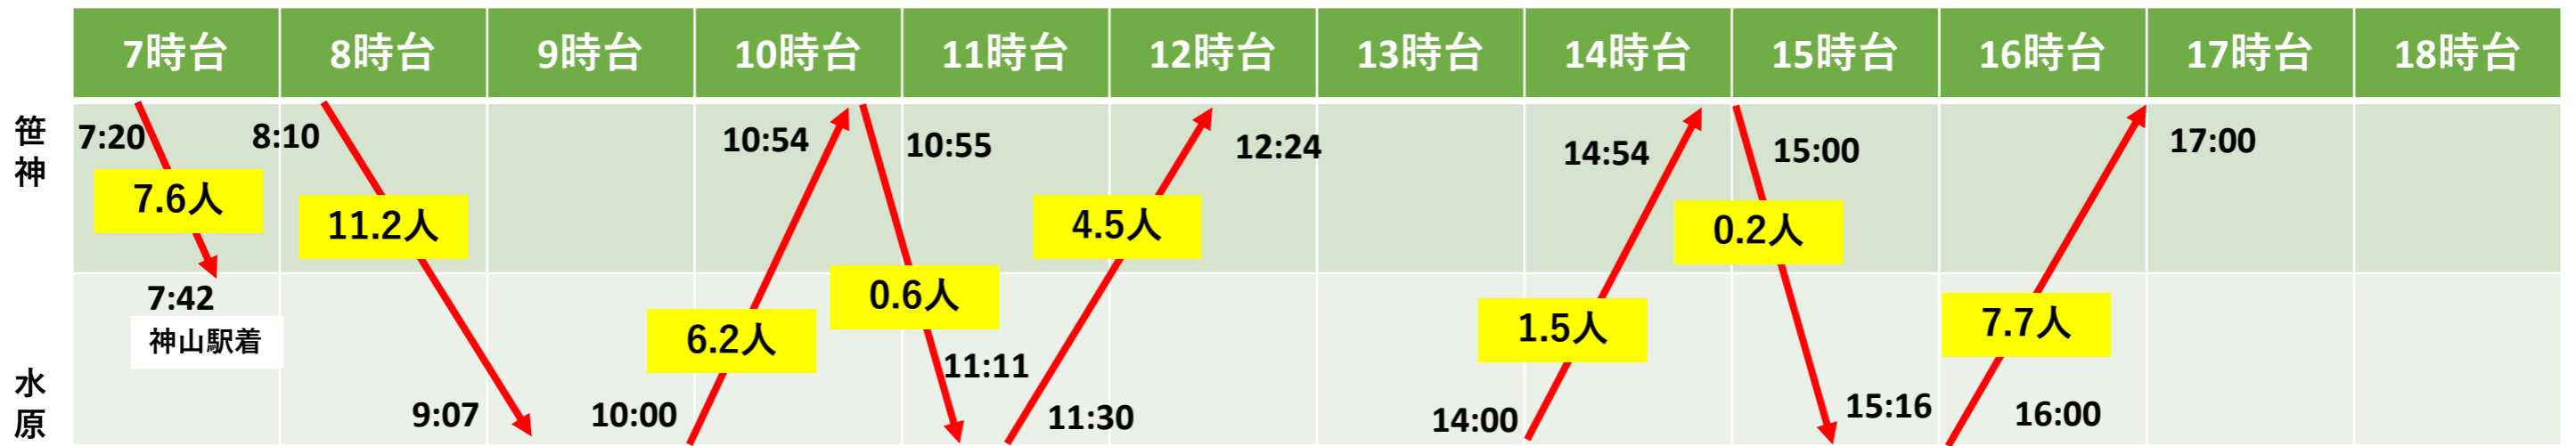 7時台 8時台 9時台 10時台 11時台 12時台 13時台 14時台 15時台 16時台 17時台 18時台
笹神
7:20 8:10 10:54 10:55 12:24 14:54 15:00 17:00
7.6人 11.2人 4.5人 0.2人
7:42 0.6人
神山駅着 6.2人 1.5人 7.7人
11:11
水原
9:07 10:00 11:30 14:00 15:16 16:00